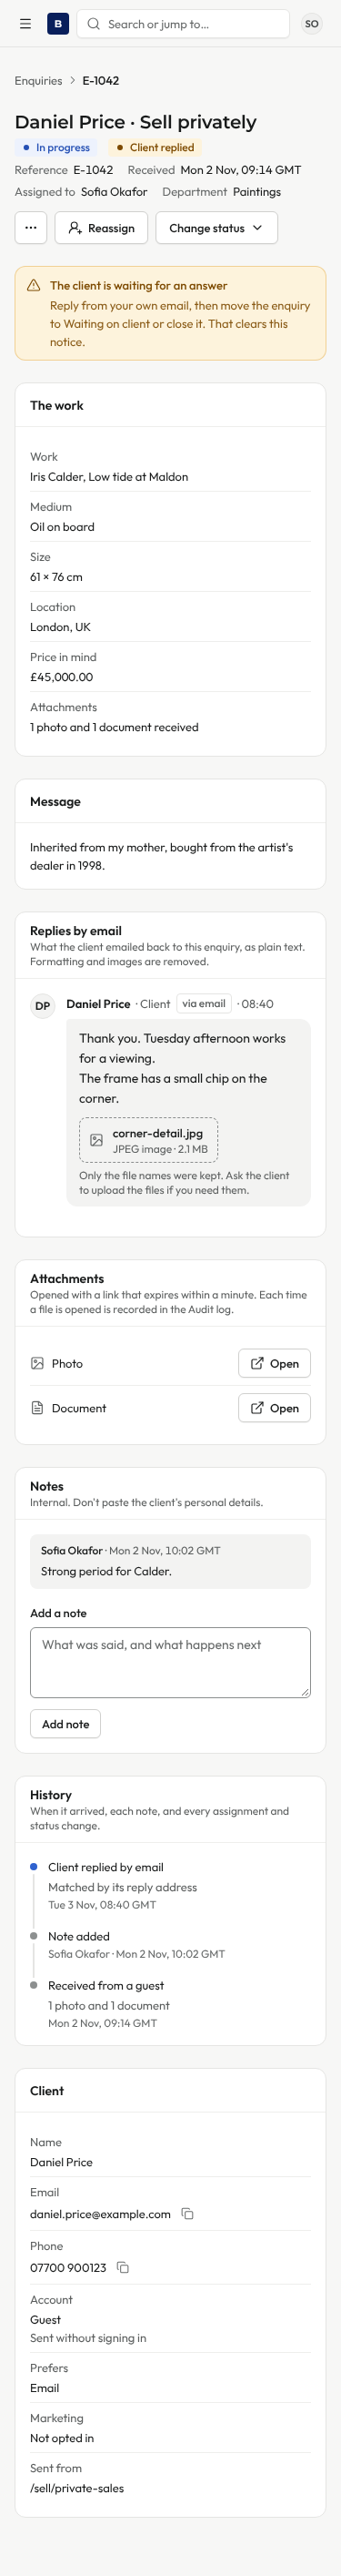 B
Search or jump to...
SO
Enquiries
E-1042
Daniel Price · Sell privately
In progress
Client replied
Reference E-1042 Received Mon 2 Nov, 09:14 GMT
Assigned to Sofia Okafor Department Paintings
Reassign
Change status
The client is waiting for an answer
Reply from your own email, then move the enquiry
to Waiting on client or close it. That clears this
notice.
The work
Work
Iris Calder, Low tide at Maldon
Medium
Oil on board
Size
61 × 76 cm
Location
London, UK
Price in mind
£45,000.00
Attachments
1 photo and 1 document received
Message
Inherited from my mother, bought from the artist's
dealer in 1998.
Replies by email
What the client emailed back to this enquiry, as plain text.
Formatting and images are removed.
DP
Daniel Price · Client via email · 08:40
Thank you. Tuesday afternoon works
for a viewing.
The frame has a small chip on the
corner.
corner-detail.jpg
JPEG image · 2.1 MB
Only the file names were kept. Ask the client
to upload the files if you need them.
Attachments
Opened with a link that expires within a minute. Each time
a file is opened is recorded in the Audit log.
Photo
Open
Document
Open
Notes
Internal. Don't paste the client's personal details.
Sofia Okafor · Mon 2 Nov, 10:02 GMT
Strong period for Calder.
Add a note
What was said, and what happens next
Add note
History
When it arrived, each note, and every assignment and
status change.
Client replied by email
Matched by its reply address
Tue 3 Nov, 08:40 GMT
Note added
Sofia Okafor · Mon 2 Nov, 10:02 GMT
Received from a guest
1 photo and 1 document
Mon 2 Nov, 09:14 GMT
Client
Name
Daniel Price
Email
daniel.price@example.com
Phone
07700 900123
Account
Guest
Sent without signing in
Prefers
Email
Marketing
Not opted in
Sent from
/sell/private-sales